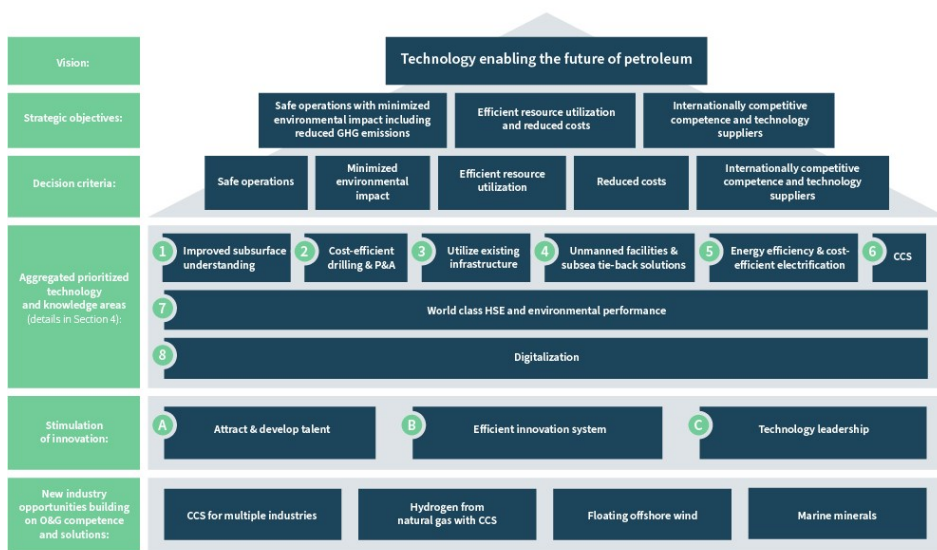 Vision:
Technology enabling the future of petroleum
Strategic objectives:
Safe operations with minimized
environmental impact including
reduced GHG emissions
Efficient resource utilization
and reduced costs
Internationally competitive
competence and technology
suppliers
Decision criteria:
Safe operations
Minimized
environmental
impact
Efficient resource
utilization
Reduced costs
Internationally competitive
competence and technology
suppliers
Aggregated prioritized
technology
and knowledge areas
(details in Section 4):
1
Improved subsurface
understanding
2
Cost-efficient
drilling & P&A
3
Utilize existing
infrastructure
4
Unmanned facilities &
subsea tie-back solutions
5
Energy efficiency & cost-
efficient electrification
6
CCS
7
World class HSE and environmental performance
8
Digitalization
Stimulation
of innovation:
A
Attract & develop talent
B
Efficient innovation system
C
Technology leadership
New industry
opportunities building
on O&G competence
and solutions:
CCS for multiple industries
Hydrogen from
natural gas with CCS
Floating offshore wind
Marine minerals